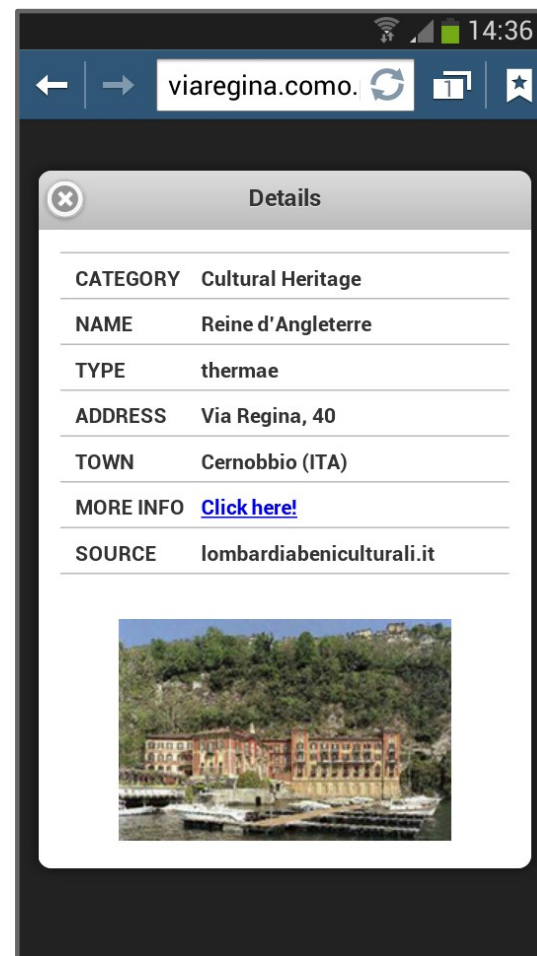 14:36
viaregina.como.
1
Details
CATEGORY Cultural Heritage
NAME Reine d'Angleterre
TYPE thermae
ADDRESS Via Regina, 40
TOWN Cernobbio (ITA)
MORE INFO Click here!
SOURCE lombardiabeniculturali.it